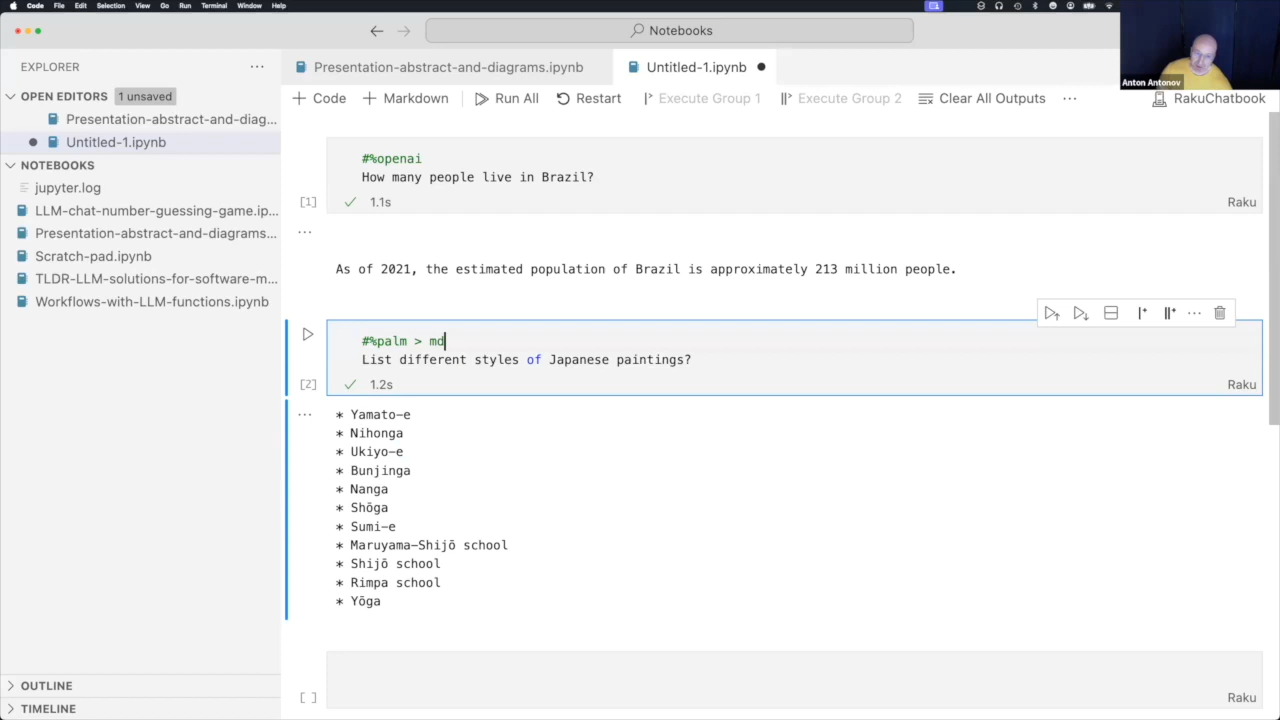 Code File Edit Selection View Go Run Terminal Window Help
Notebooks
Anton Antonov
EXPLORER
OPEN EDITORS 1 unsaved
Presentation-abstract-and-diag...
Untitled-1.ipynb
NOTEBOOKS
jupyter.log
LLM-chat-number-guessing-game.ip...
Presentation-abstract-and-diagrams...
Scratch-pad.ipynb
TLDR-LLM-solutions-for-software-m...
Workflows-with-LLM-functions.ipynb
OUTLINE
TIMELINE
Presentation-abstract-and-diagrams.ipynb Untitled-1.ipynb
Code Markdown Run All Restart Execute Group 1 Execute Group 2 Clear All Outputs ... RakuChatbook
#%openai
How many people live in Brazil?
[1] 1.1s Raku
...
As of 2021, the estimated population of Brazil is approximately 213 million people.
#%palm > md
List different styles of Japanese paintings?
[2] 1.2s Raku
...
* Yamato-e
* Nihonga
* Ukiyo-e
* Bunjinga
* Nanga
* Shōga
* Sumi-e
* Maruyama-Shijō school
* Shijō school
* Rimpa school
* Yōga
[ ] Raku